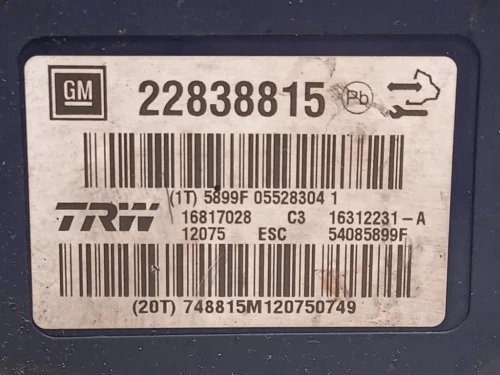 GM 22838815 Pb
(1T) 5899F 05528304 1
TRW 16817028 C3 16312231-A
12075 ESC 54085899F
(20T) 748815M120750749